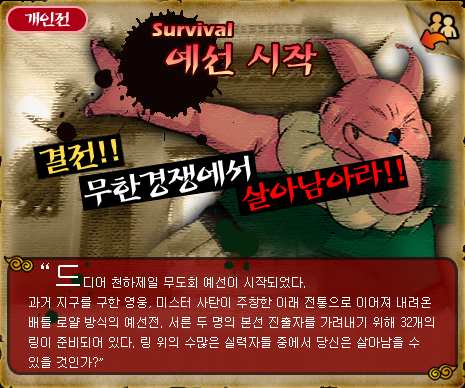 개인전
Survival
예선 시작
결전!!
무한경쟁에서
살아남아라!!
“드디어 천하제일 무도회 예선이 시작되었다.
과거 지구를 구한 영웅, 미스터 사탄이 주창한 이래 전통으로 이어져 내려온
배틀 로얄 방식의 예선전. 서른 두 명의 본선 진출자를 가려내기 위해 32개의
링이 준비되어 있다. 링 위의 수많은 실력자들 중에서 당신은 살아남을 수
있을 것인가?”